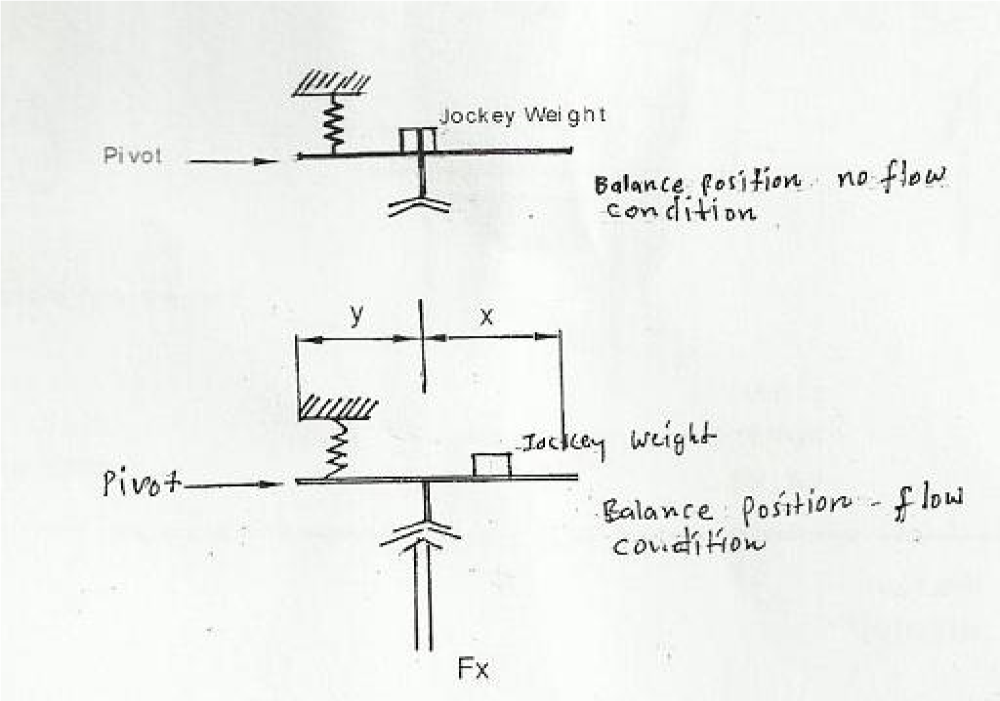 Jockey Weight
Pivot
Balance position no flow
condition
y
x
Jockey weight
Pivot
Balance position - flow
condition
Fx